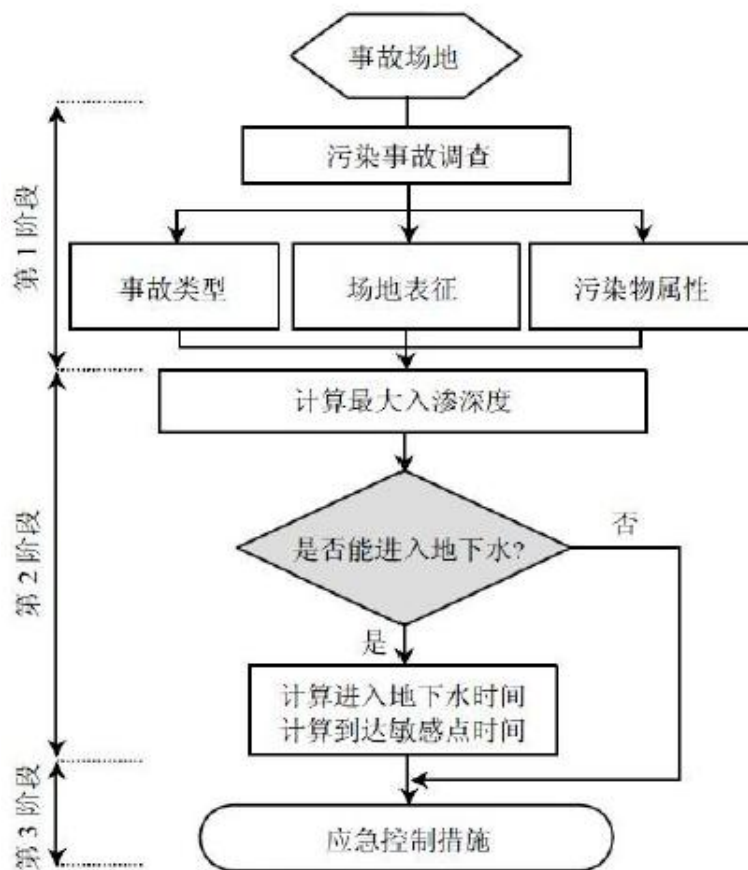 事故场地
污染事故调查
第1阶段
事故类型
场地表征
污染物属性
计算最大入渗深度
第2阶段
是否能进入地下水?
否
是
计算进入地下水时间
计算到达敏感点时间
第3阶段
应急控制措施